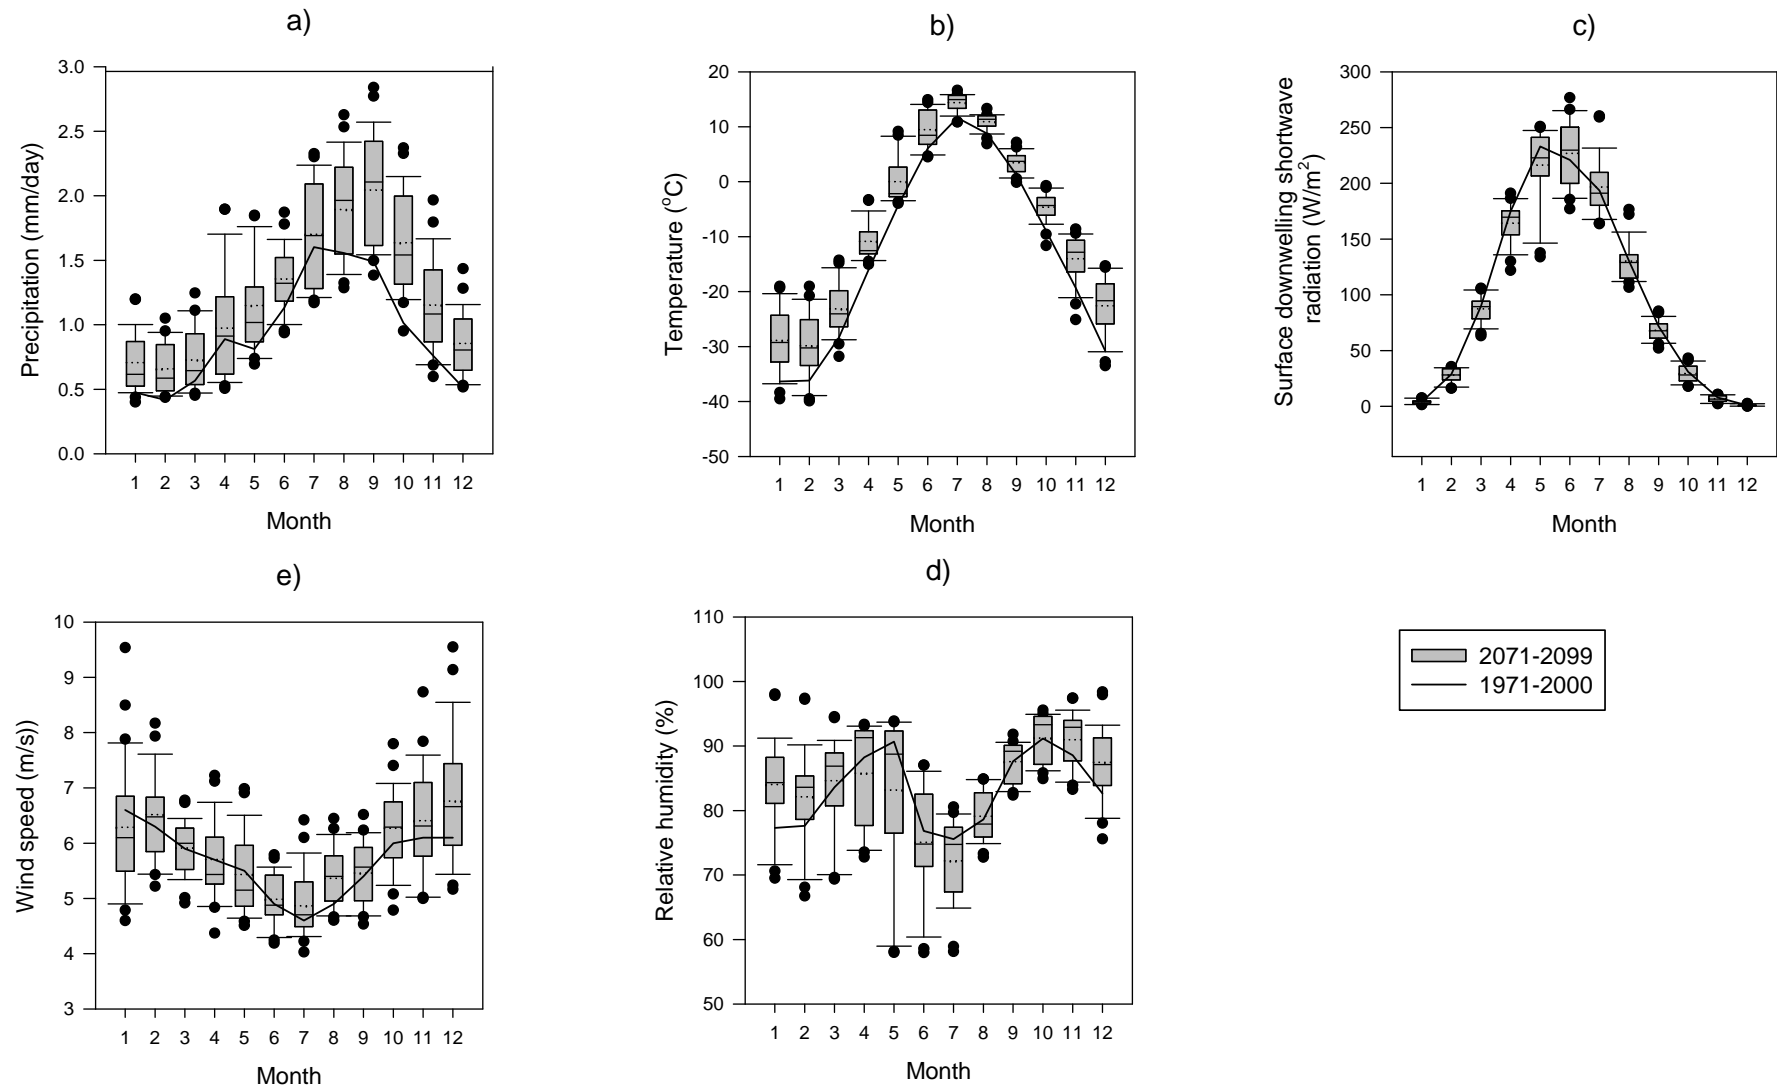 a)
Precipitation (mm/day)
3.0
2.5
2.0
1.5
1.0
0.5
0.0
1 2 3 4 5 6 7 8 9 10 11 12
Month
b)
Temperature (°C)
20
10
0
-10
-20
-30
-40
-50
1 2 3 4 5 6 7 8 9 10 11 12
Month
c)
Surface downwelling shortwave
radiation (W/m²)
300
250
200
150
100
50
0
1 2 3 4 5 6 7 8 9 10 11 12
Month
e)
Wind speed (m/s))
10
9
8
7
6
5
4
3
1 2 3 4 5 6 7 8 9 10 11 12
Month
d)
Relative humidity (%)
110
100
90
80
70
60
50
1 2 3 4 5 6 7 8 9 10 11 12
Month
2071-2099
1971-2000